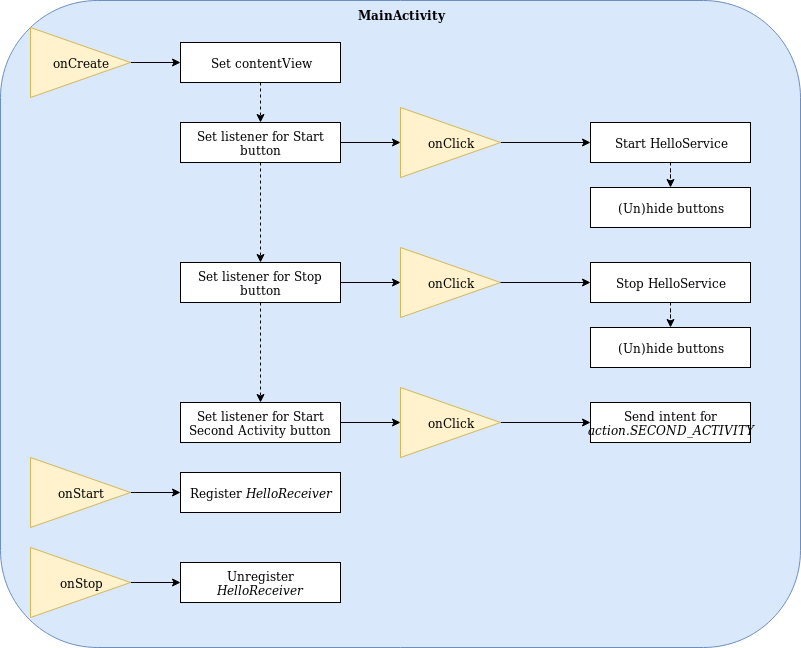 MainActivity
onCreate
Set contentView
Set listener for Start
button
onClick
Start HelloService
(Un)hide buttons
Set listener for Stop
button
onClick
Stop HelloService
(Un)hide buttons
Set listener for Start
Second Activity button
onClick
Send intent for
action.SECOND_ACTIVITY
onStart
Register HelloReceiver
onStop
Unregister
HelloReceiver